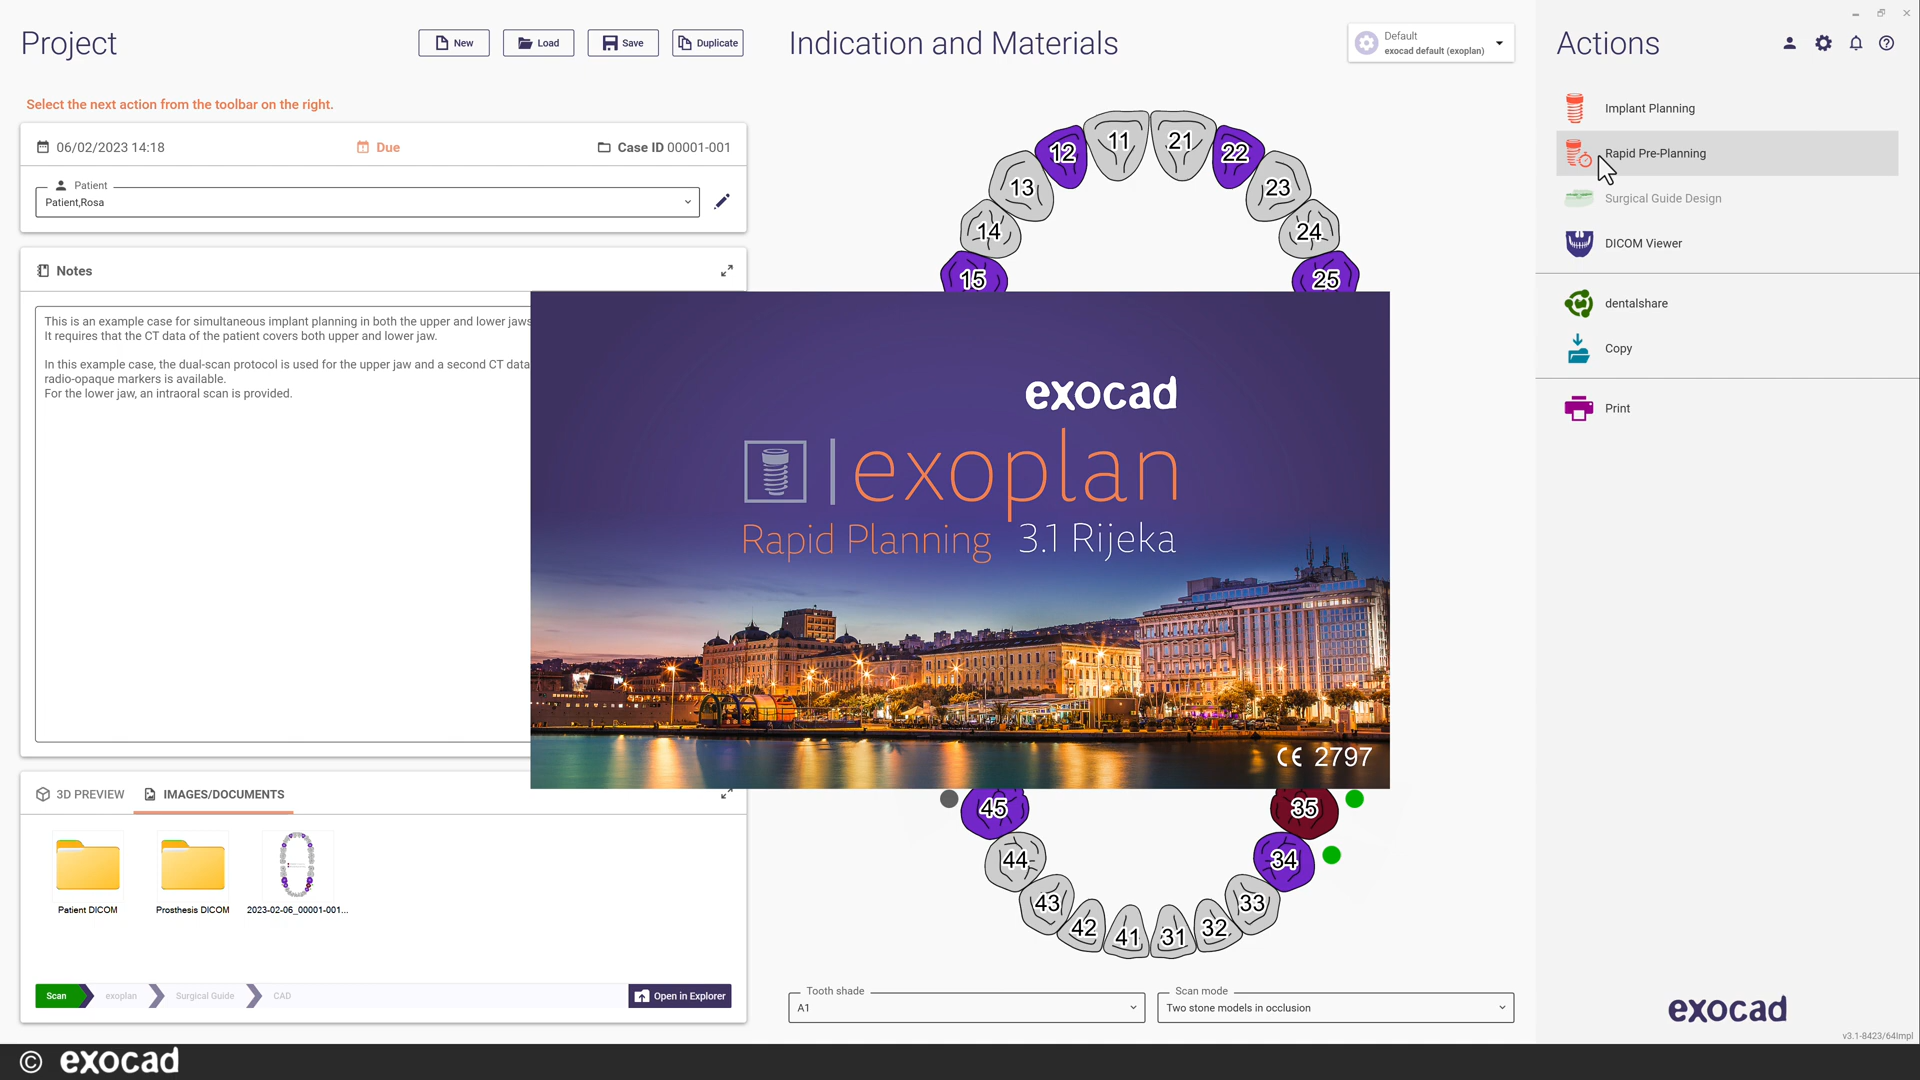 Project
New
Load
Save
Duplicate
Indication and Materials
Default
exocad default (exoplan)
Actions
Select the next action from the toolbar on the right.
06/02/2023 14:18
Due
Case ID 00001-001
Patient
Patient,Rosa
Notes
This is an example case for simultaneous implant planning in both the upper and lower jaws
It requires that the CT data of the patient covers both upper and lower jaw.
In this example case, the dual-scan protocol is used for the upper jaw and a second CT data
radio-opaque markers is available.
For the lower jaw, an intraoral scan is provided.
3D PREVIEW
IMAGES/DOCUMENTS
Patient DICOM
Prosthesis DICOM
2023-02-06_00001-001...
Scan
exoplan
Surgical Guide
CAD
Open in Explorer
11
21
12
22
13
23
14
24
15
25
exocad
exoplan
Rapid Planning 3.1 Rijeka
CE 2797
45
35
44
34
43
33
42
32
41
31
Tooth shade
A1
Scan mode
Two stone models in occlusion
Implant Planning
Rapid Pre-Planning
Surgical Guide Design
DICOM Viewer
dentalshare
Copy
Print
exocad
v3.1-8423/64Impl
© exocad